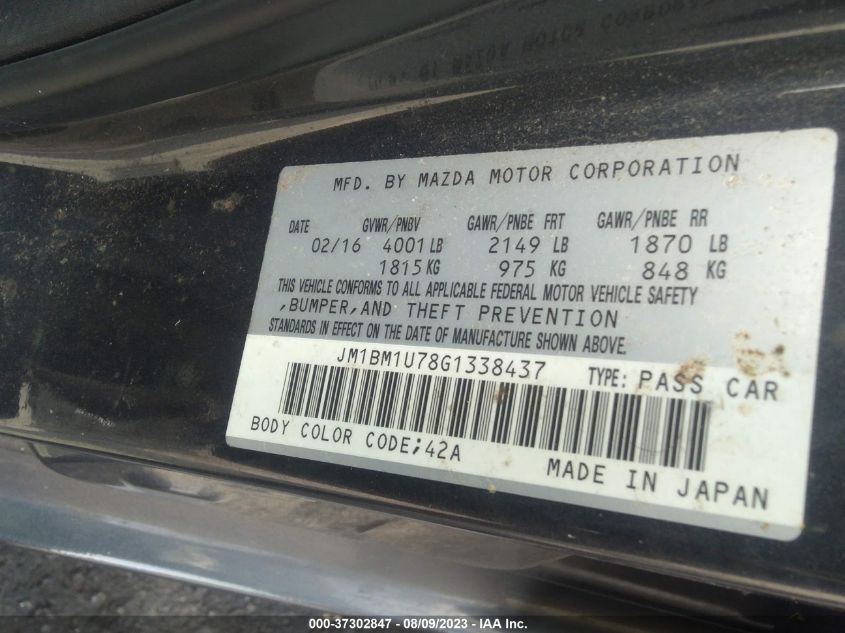 MFD. BY MAZDA MOTOR CORPORATION
DATE GVWR/PNBV GAWR/PNBE FRT GAWR/PNBE RR
02/16 4001 LB 2149 LB 1870 LB
1815 KG 975 KG 848 KG
THIS VEHICLE CONFORMS TO ALL APPLICABLE FEDERAL MOTOR VEHICLE SAFETY
,BUMPER,AND THEFT PREVENTION
STANDARDS IN EFFECT ON THE DATE OF MANUFACTURE SHOWN ABOVE.
JM1BM1U78G1338437 TYPE: PASS CAR
BODY COLOR CODE;42A
MADE IN JAPAN
000-37302847 - 08/09/2023 - IAA Inc.